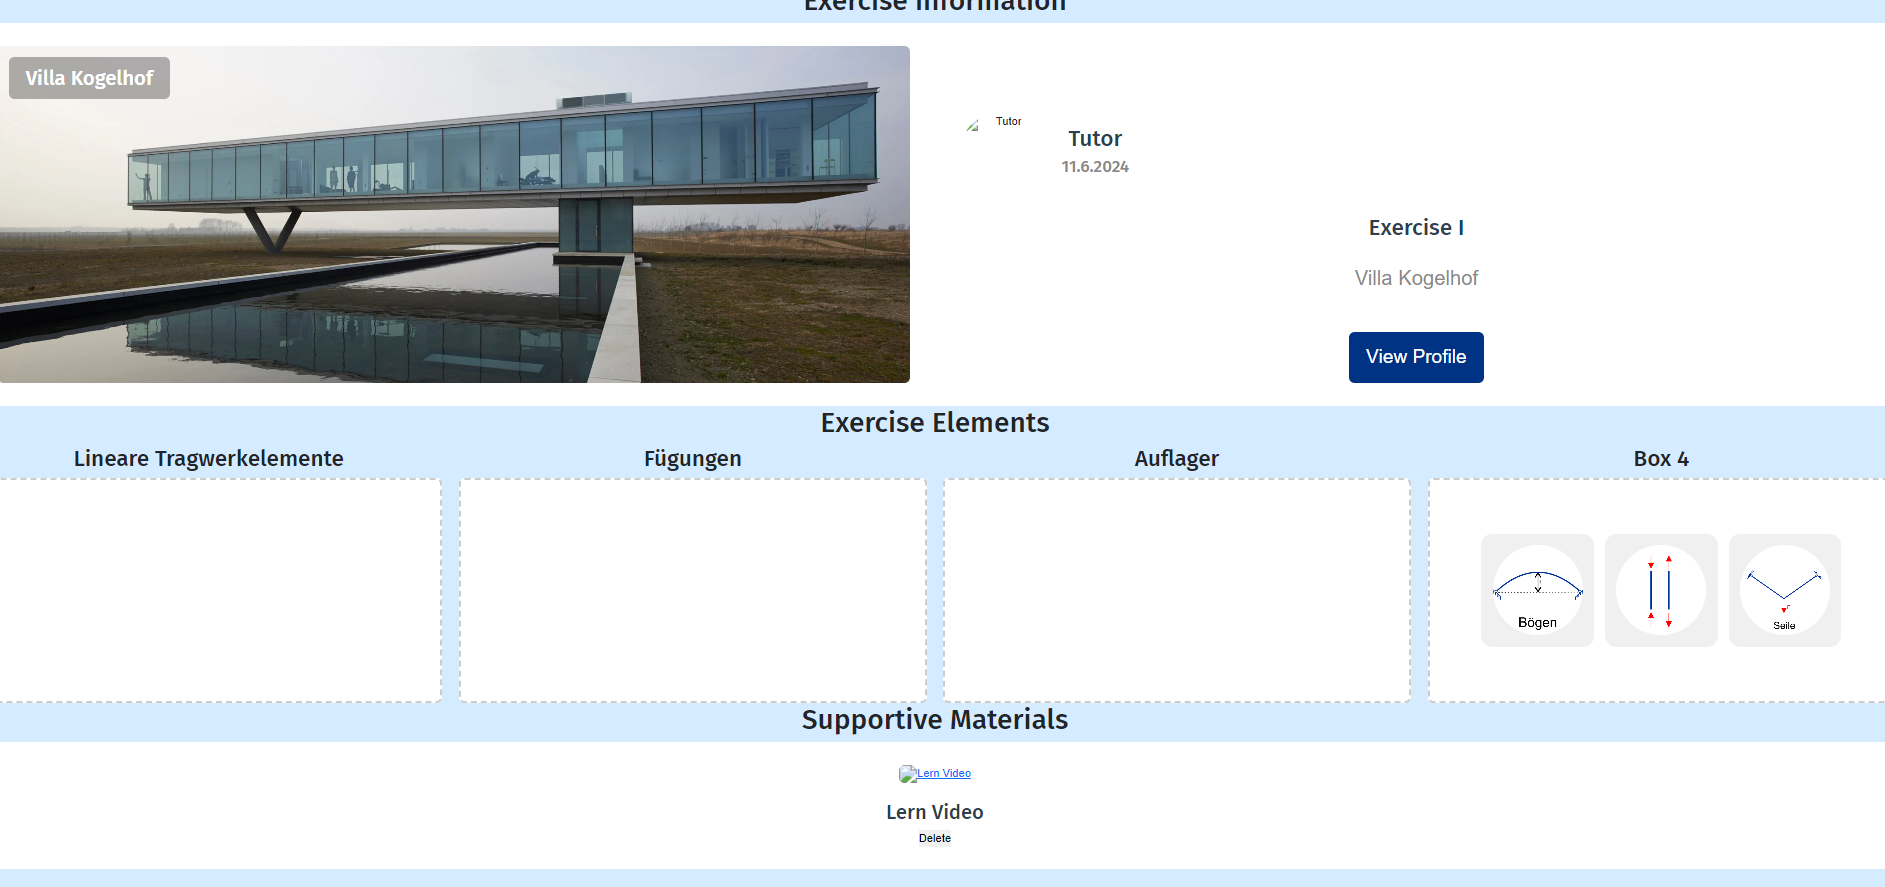 Exercise Information
Villa Kogelhof
Tutor
Tutor
11.6.2024
Exercise I
Villa Kogelhof
View Profile
Exercise Elements
Lineare Tragwerkelemente
Fügungen
Auflager
Box 4
Bögen
Seile
Supportive Materials
Lern Video
Lern Video
Delete